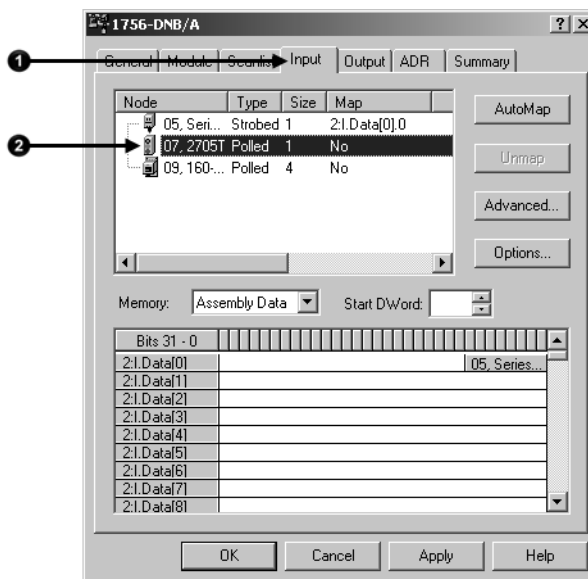 1756-DNB/A
General Module Scanlist Input Output ADR Summary
1
Node Type Size Map
05, Seri... Strobed 1 2:I.Data[0].0
2
07, 2705T Polled 1 No
09, 160-... Polled 4 No
AutoMap
Unmap
Advanced...
Options...
Memory: Assembly Data Start DWord:
Bits 31 - 0
2:I.Data[0] 05, Series...
2:I.Data[1]
2:I.Data[2]
2:I.Data[3]
2:I.Data[4]
2:I.Data[5]
2:I.Data[6]
2:I.Data[7]
2:I.Data[8]
OK Cancel Apply Help